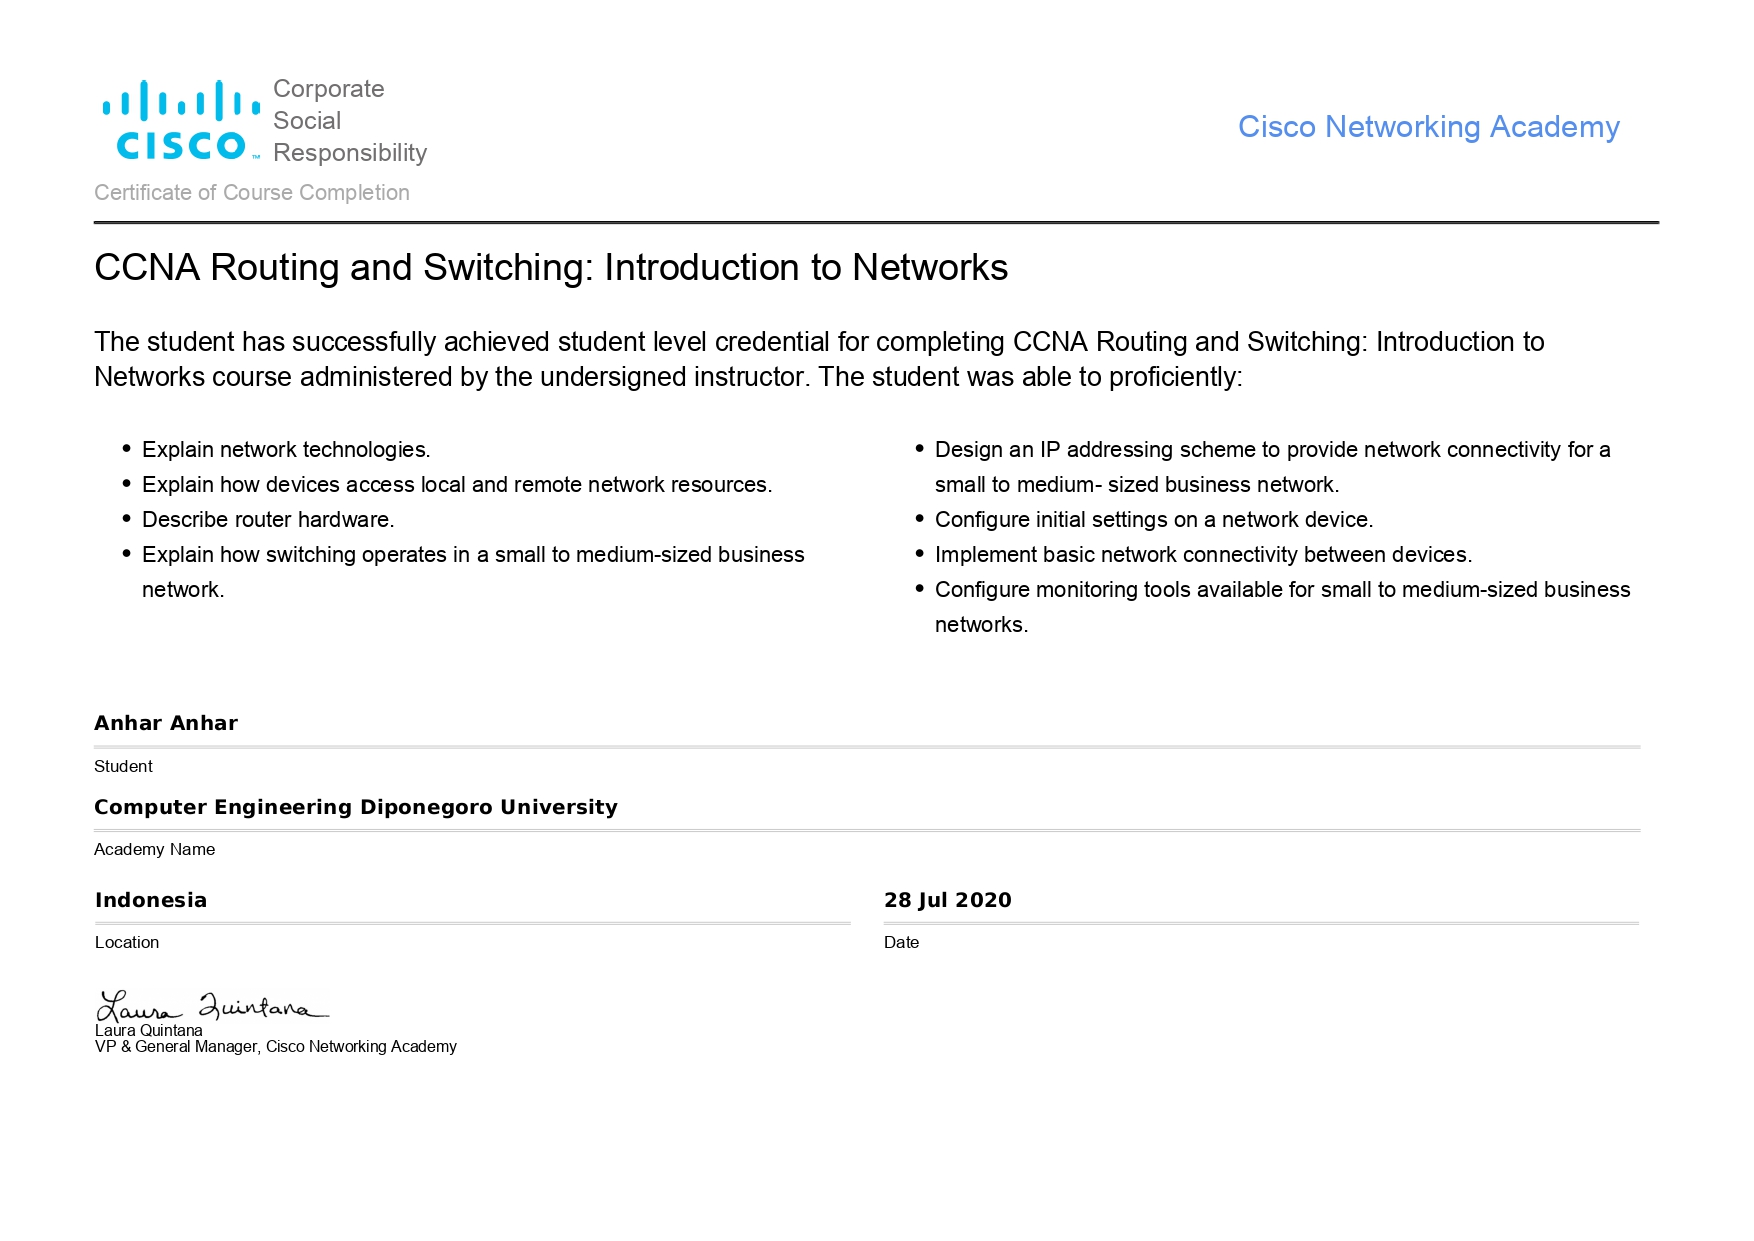 Corporate
Social
Responsibility
CISCO™
Cisco Networking Academy
Certificate of Course Completion
CCNA Routing and Switching: Introduction to Networks
The student has successfully achieved student level credential for completing CCNA Routing and Switching: Introduction to
Networks course administered by the undersigned instructor. The student was able to proficiently:
• Explain network technologies.
• Explain how devices access local and remote network resources.
• Describe router hardware.
• Explain how switching operates in a small to medium-sized business
network.
• Design an IP addressing scheme to provide network connectivity for a
small to medium- sized business network.
• Configure initial settings on a network device.
• Implement basic network connectivity between devices.
• Configure monitoring tools available for small to medium-sized business
networks.
Anhar Anhar
Student
Computer Engineering Diponegoro University
Academy Name
Indonesia
Location
28 Jul 2020
Date
Laura Quintana
Laura Quintana
VP & General Manager, Cisco Networking Academy